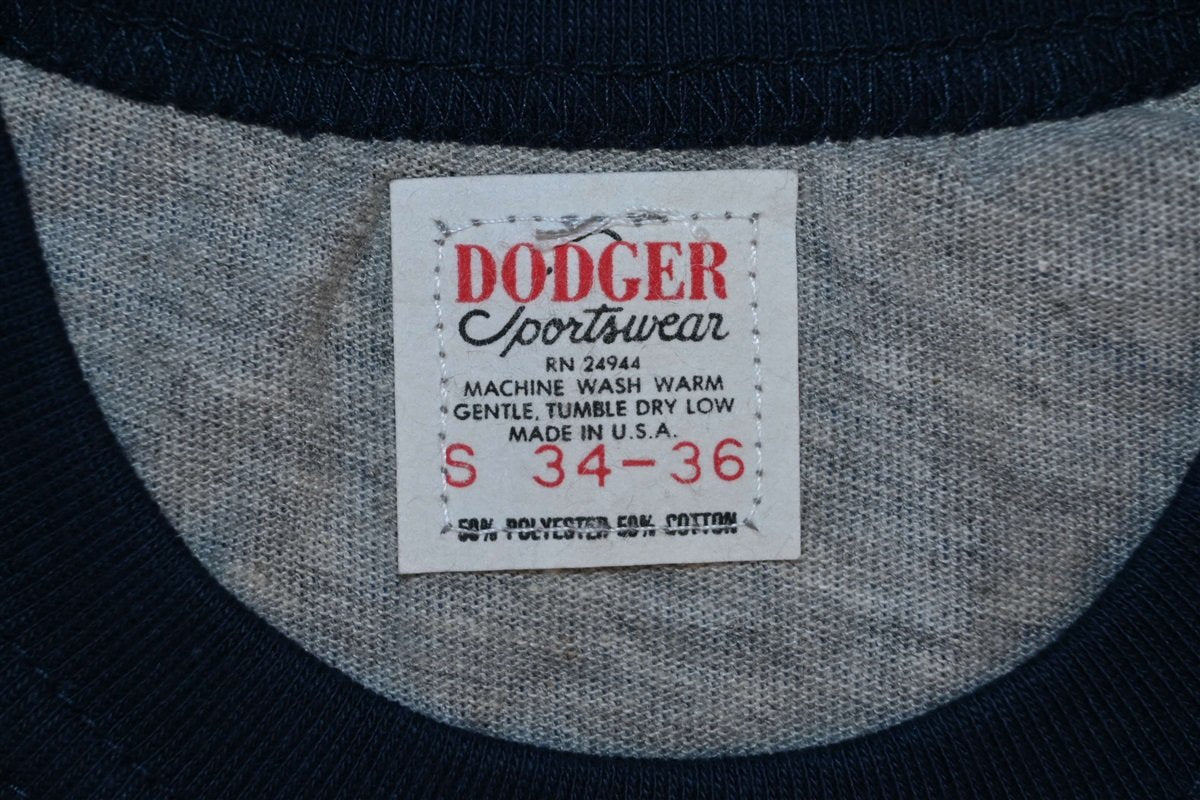 DODGER
Sportswear
RN 24944
MACHINE WASH WARM
GENTLE, TUMBLE DRY LOW
MADE IN U.S.A.
S 34-36
50% POLYESTER 50% COTTON